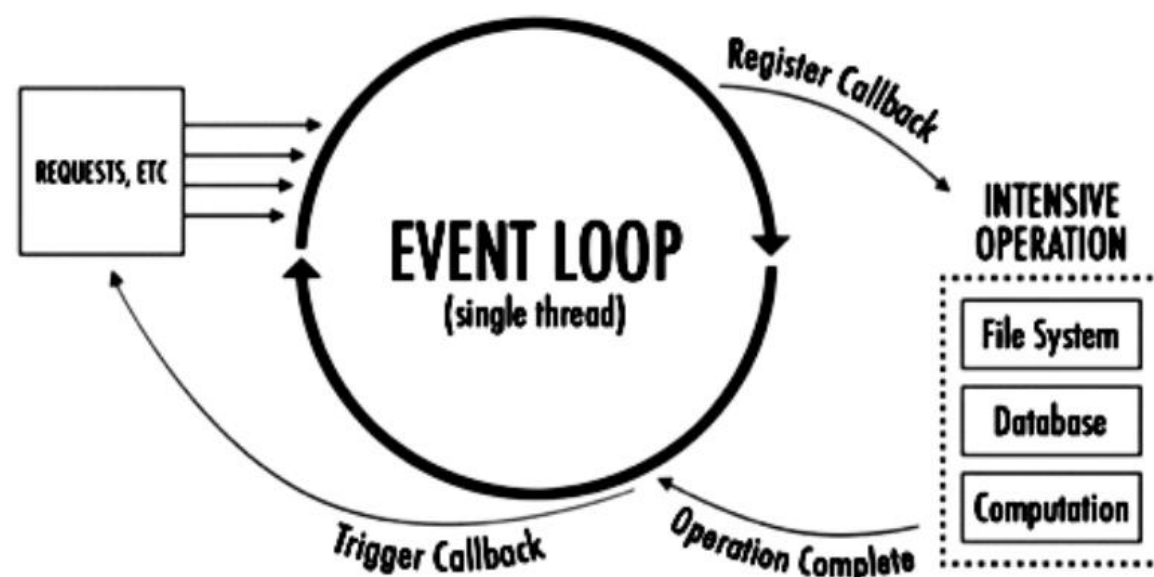 REQUESTS, ETC
Register Callback
EVENT LOOP
(single thread)
INTENSIVE
OPERATION
File System
Database
Computation
Operation Complete
Trigger Callback